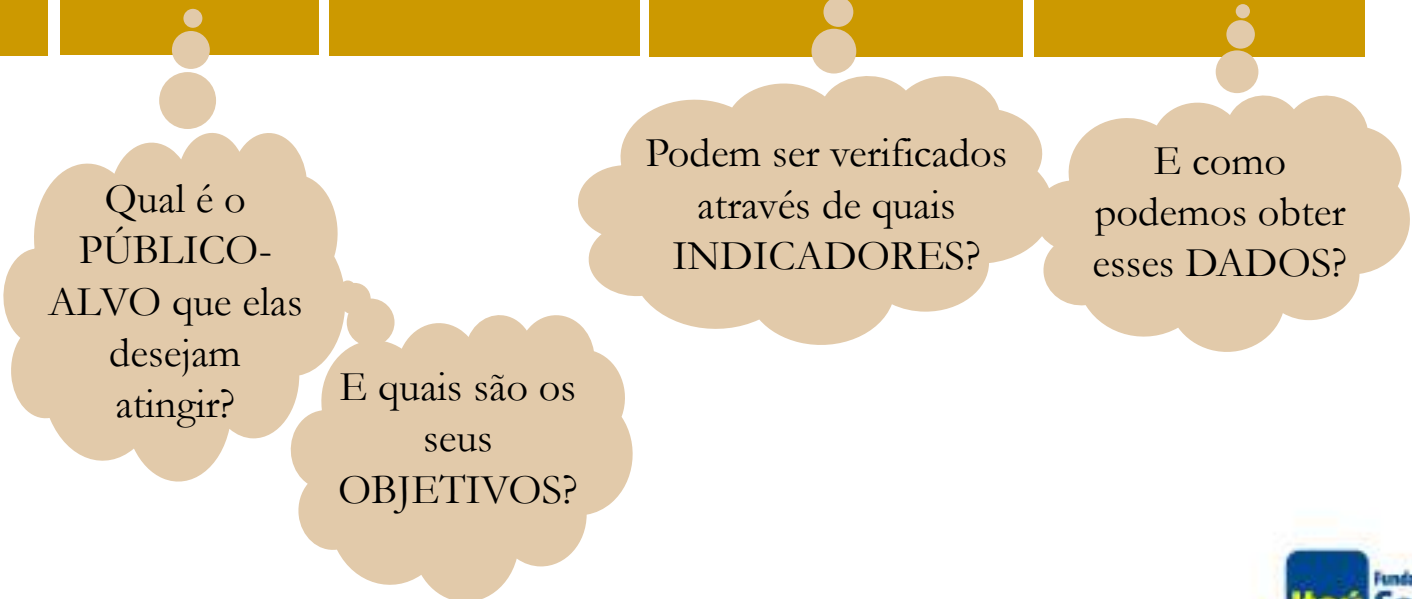 Qual é o
PÚBLICO-
ALVO que elas
desejam
atingir?
E quais são os
seus
OBJETIVOS?
Podem ser verificados
através de quais
INDICADORES?
E como
podemos obter
esses DADOS?